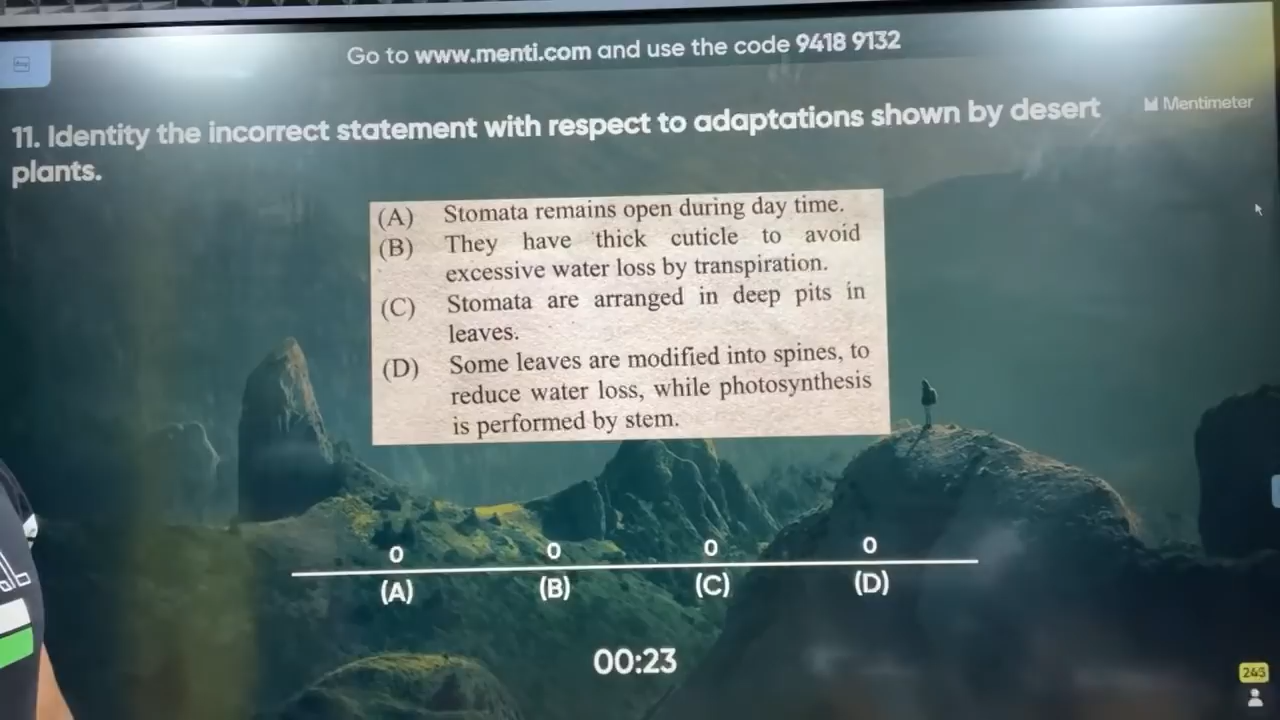 Go to www.menti.com and use the code 9418 9132
Mentimeter
11. Identity the incorrect statement with respect to adaptations shown by desert
plants.
(A) Stomata remains open during day time.
(B) They have thick cuticle to avoid
excessive water loss by transpiration.
(C) Stomata are arranged in deep pits in
leaves.
(D) Some leaves are modified into spines, to
reduce water loss, while photosynthesis
is performed by stem.
0 0 0 0
(A) (B) (C) (D)
00:23
245